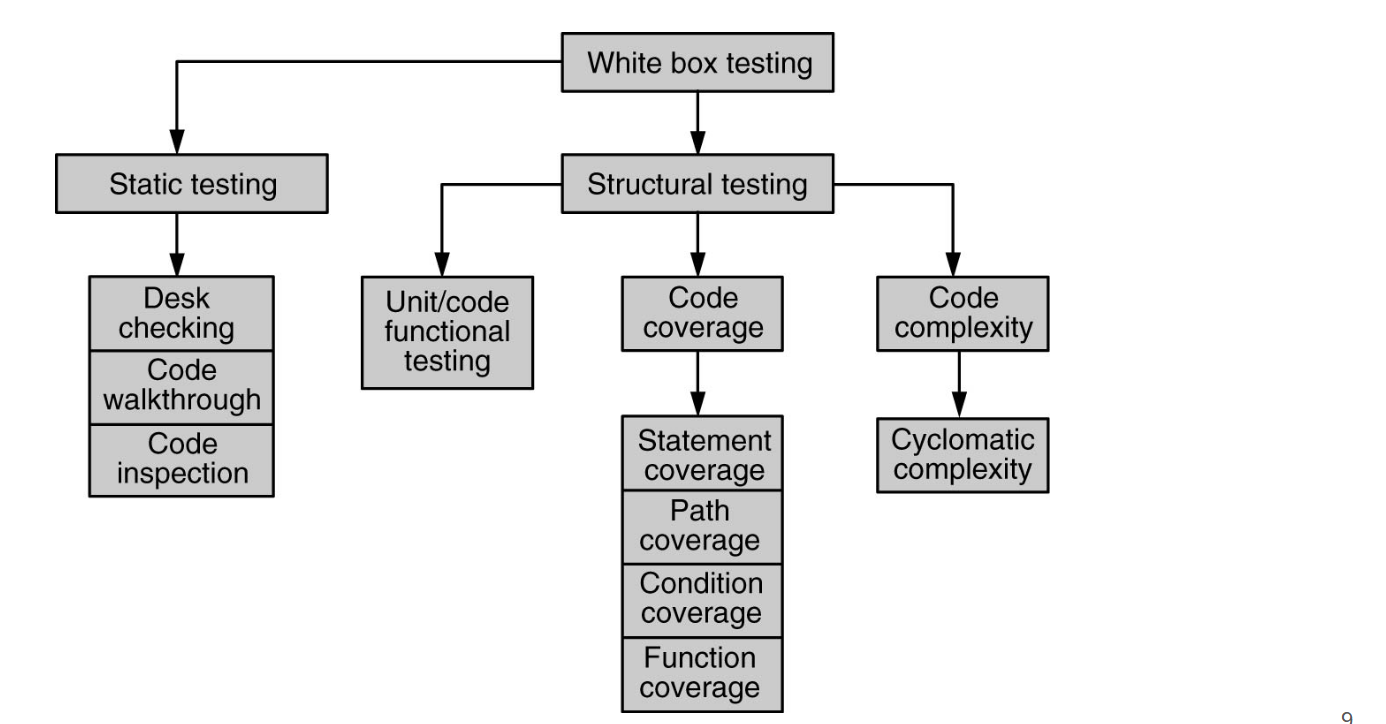 White box testing
Static testing
Structural testing
Desk
checking
Code
walkthrough
Code
inspection
Unit/code
functional
testing
Code
coverage
Statement
coverage
Path
coverage
Condition
coverage
Function
coverage
Code
complexity
Cyclomatic
complexity
9